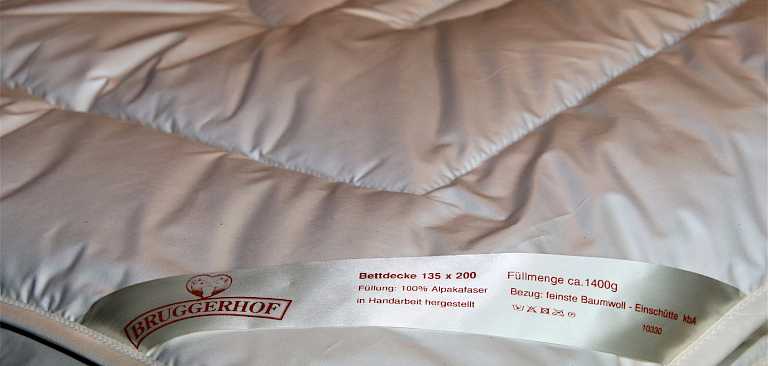 BRUGGERHOF
Bettdecke 135 x 200
Füllung: 100% Alpakafaser
in Handarbeit hergestellt
Füllmenge ca.1400g
Bezug: feinste Baumwoll - Einschütte kbA
10330